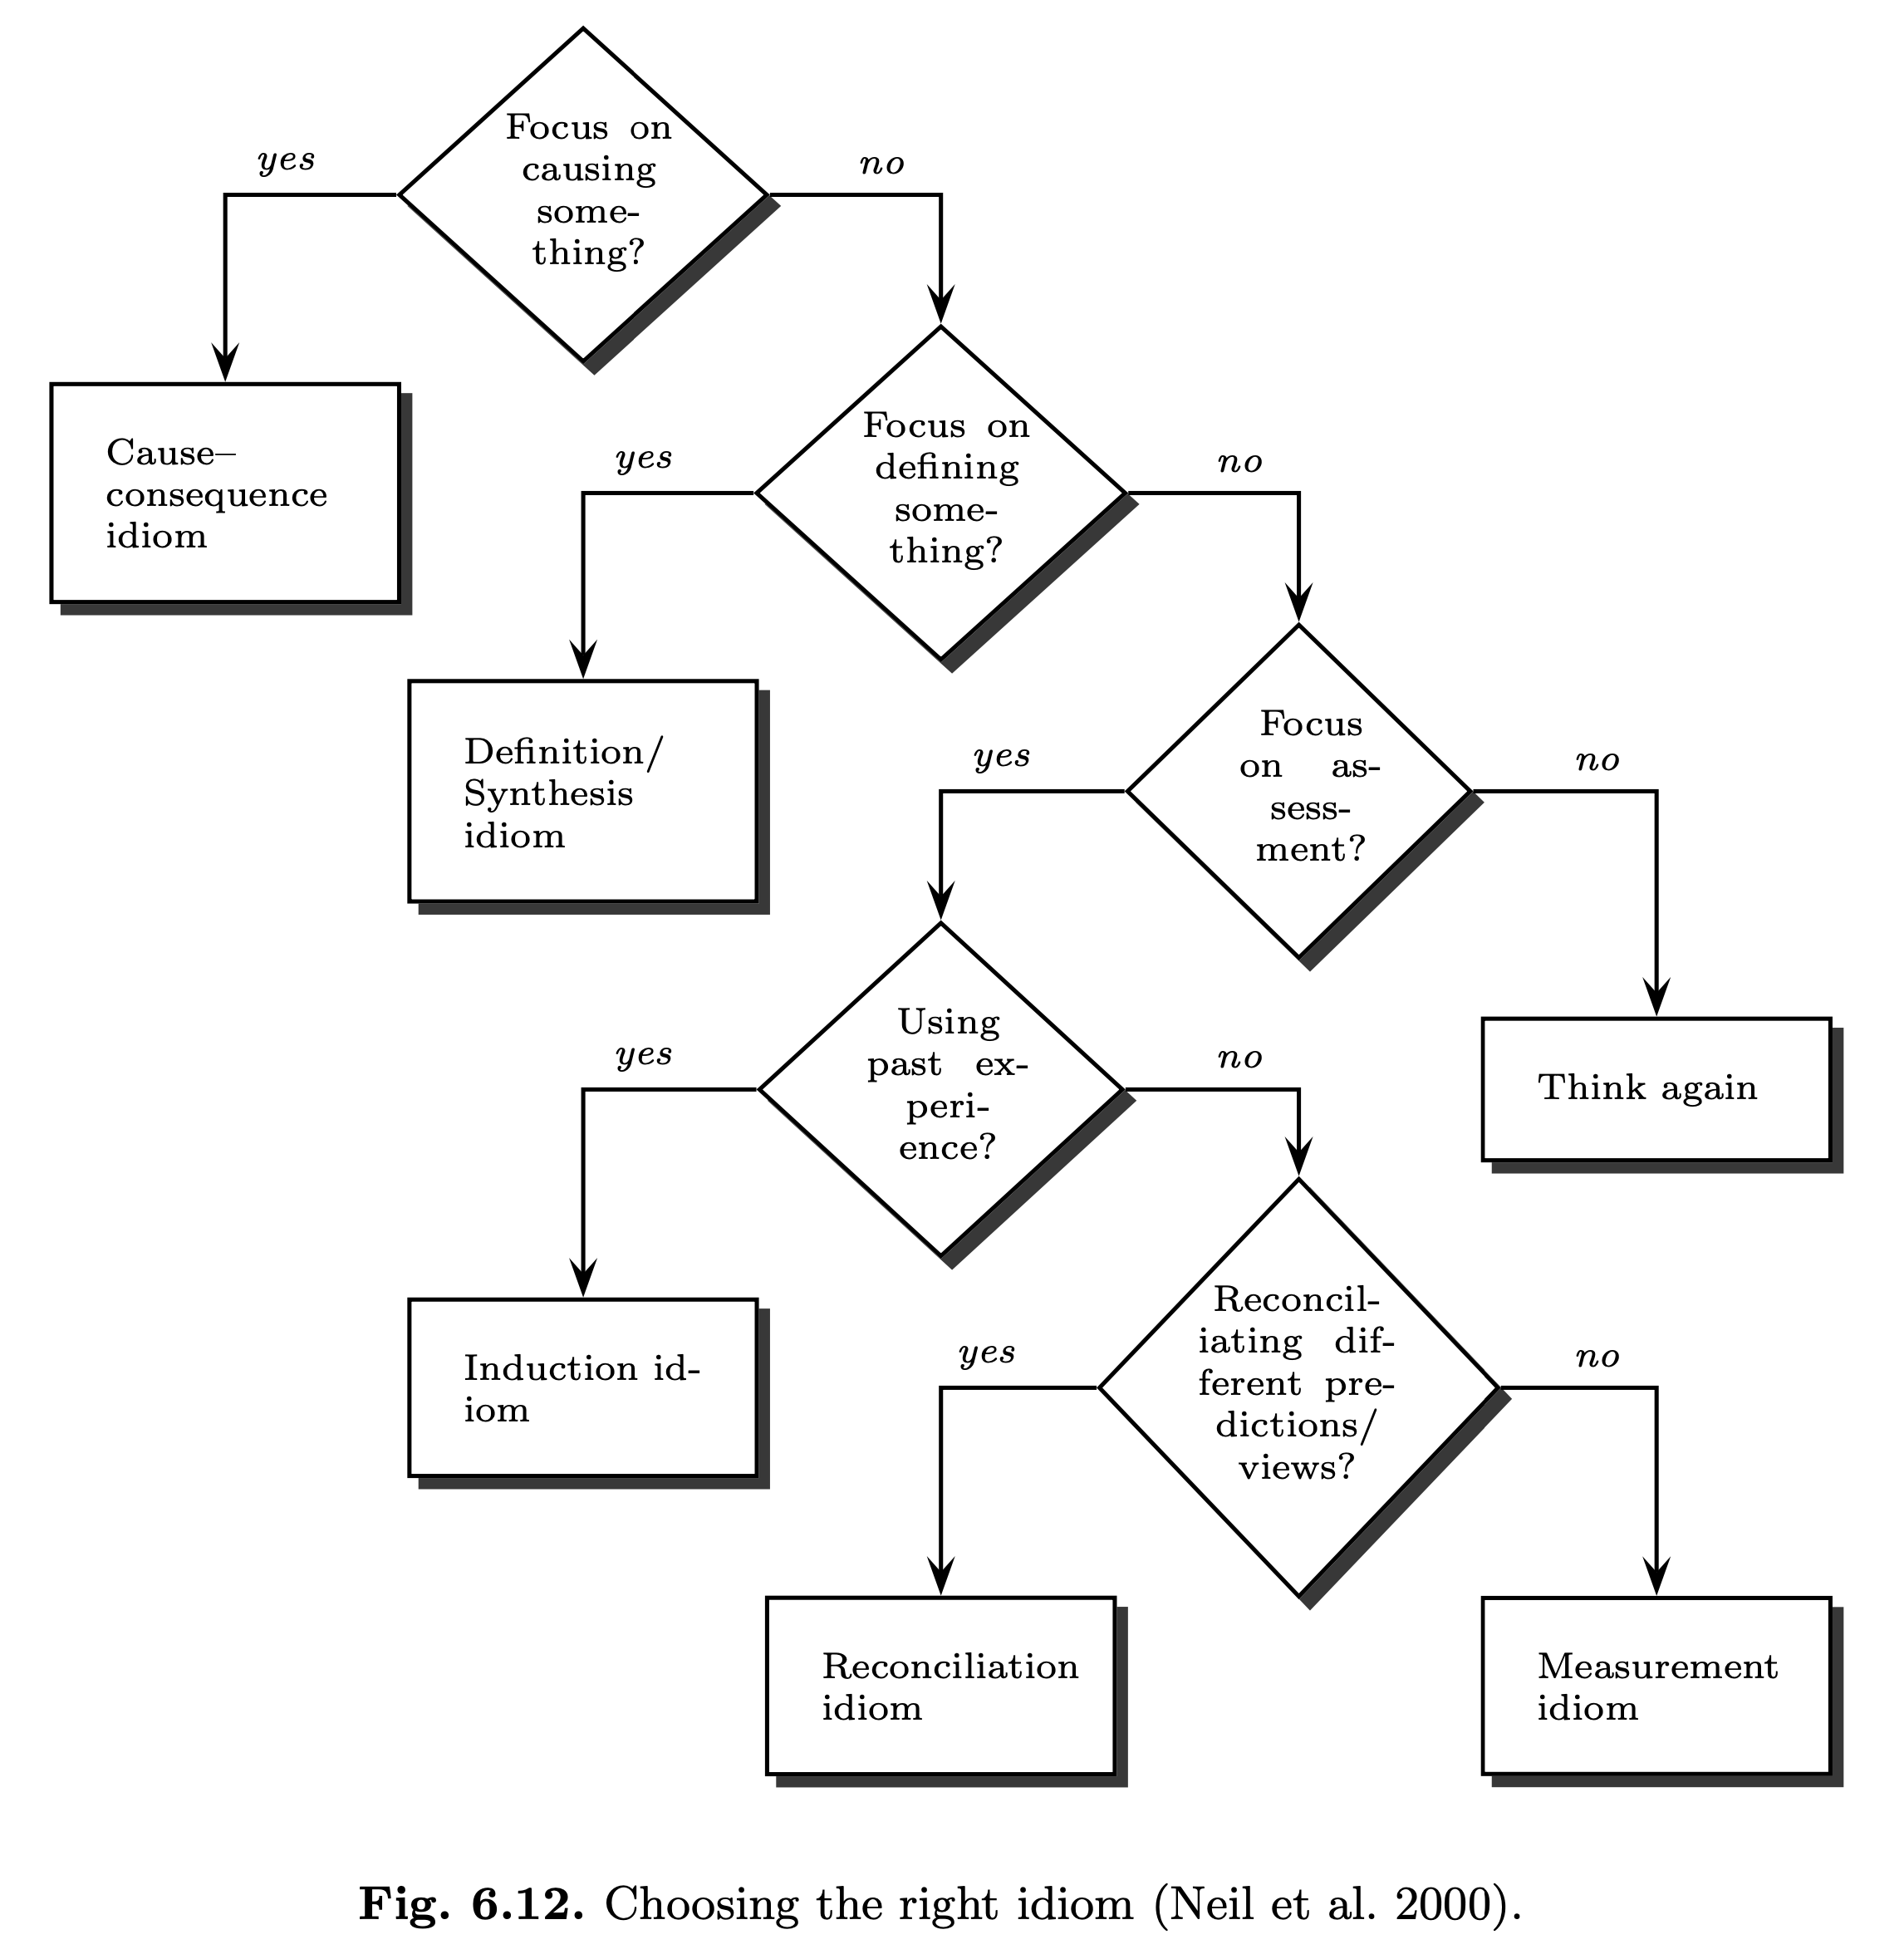 Focus on
causing
some-
thing?
yes
no
Cause–
consequence
idiom
Focus on
defining
some-
thing?
yes
no
Definition/
Synthesis
idiom
Focus
on as-
sess-
ment?
yes
no
Using
past ex-
peri-
ence?
yes
no
Think again
Induction id-
iom
Reconcil-
iating dif-
ferent pre-
dictions/
views?
yes
no
Reconciliation
idiom
Measurement
idiom
Fig. 6.12. Choosing the right idiom (Neil et al. 2000).